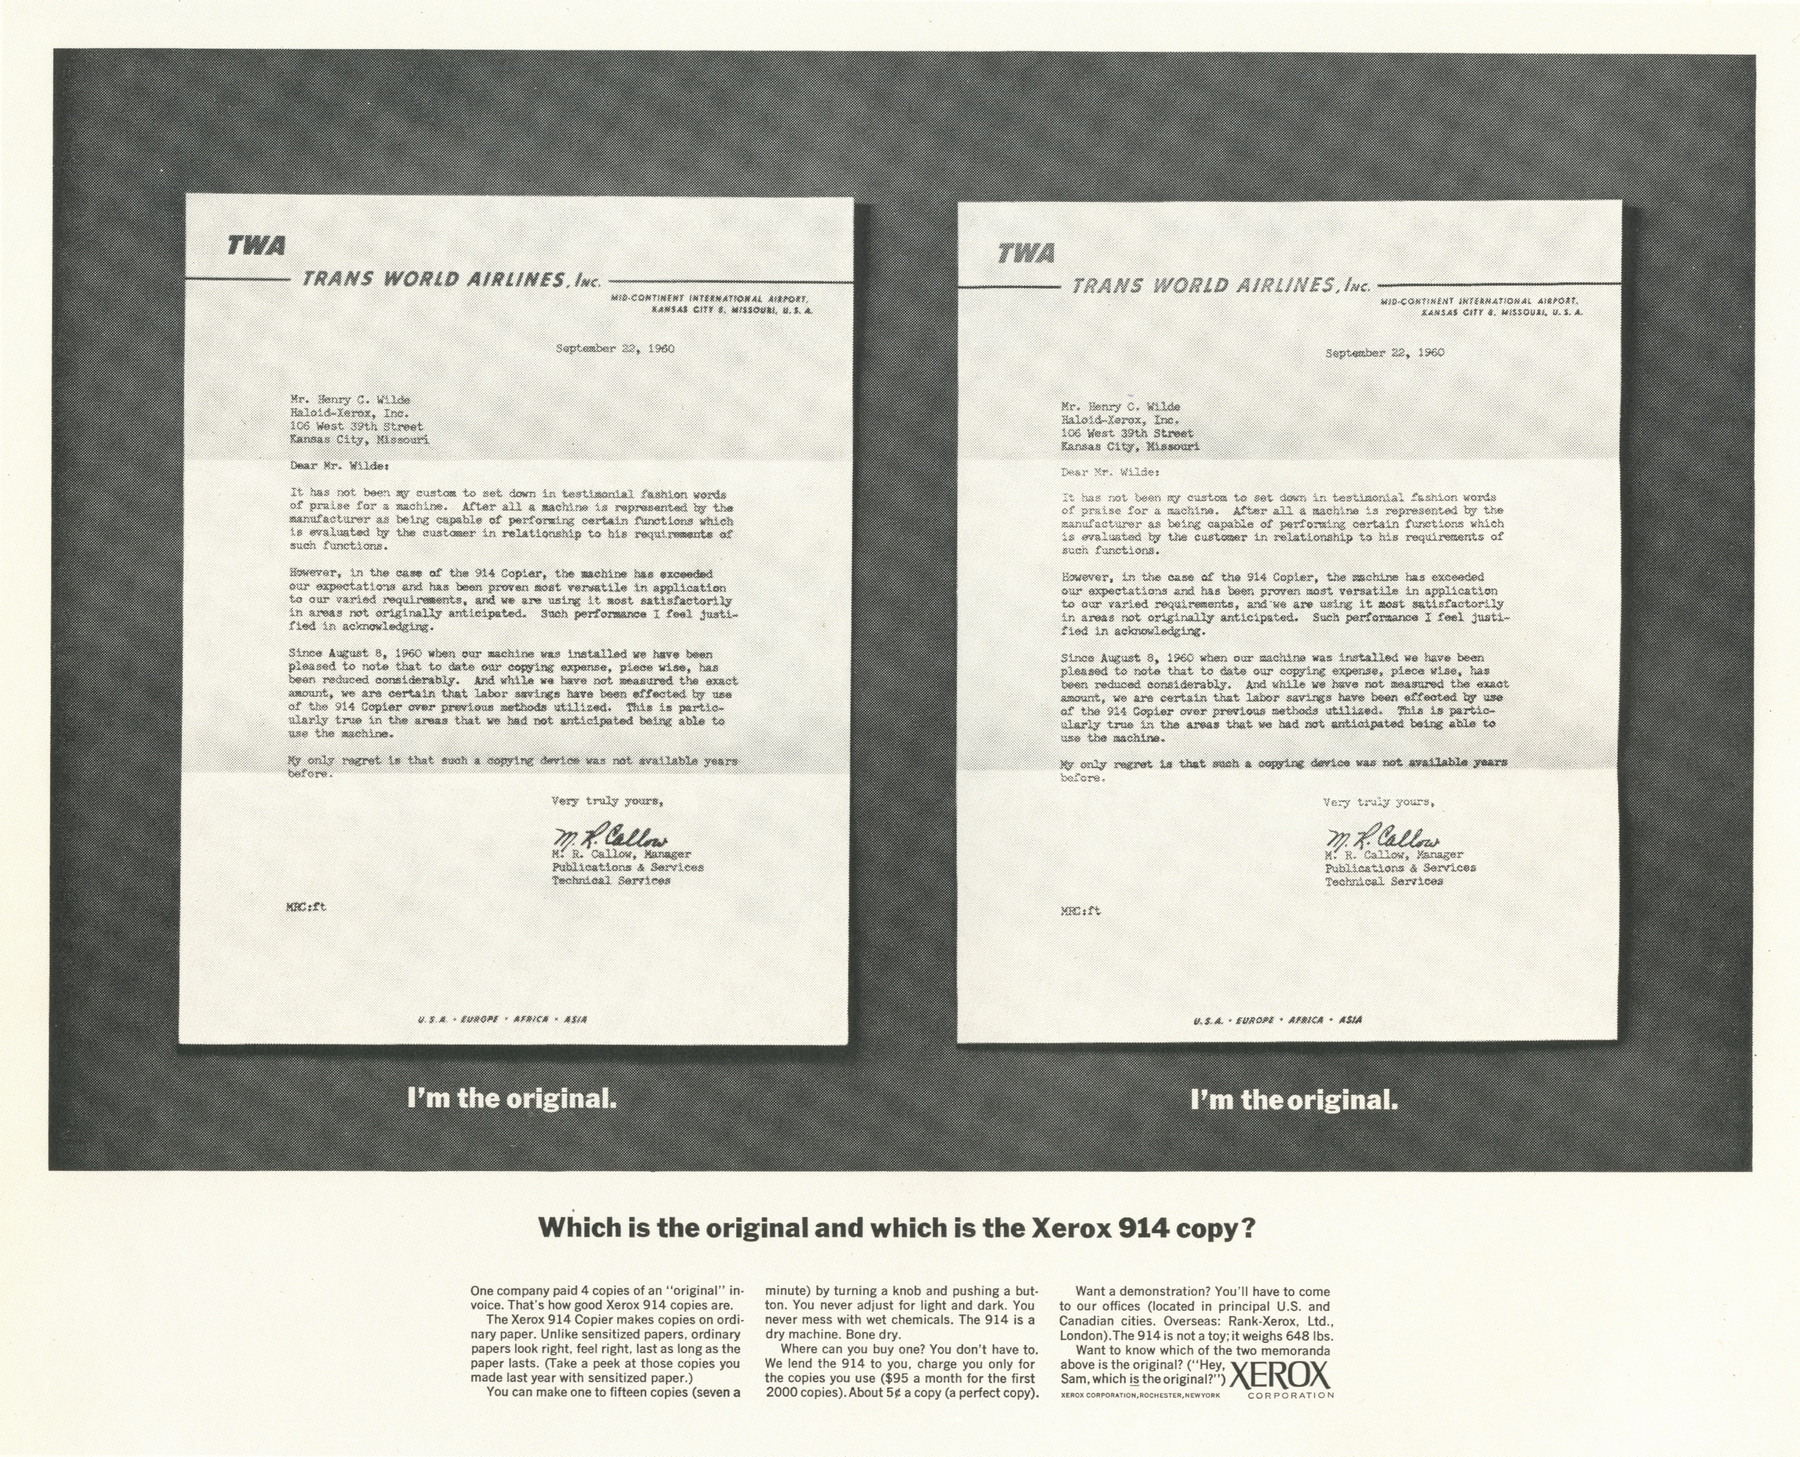 TWA
TRANS WORLD AIRLINES, INC.
MID-CONTINENT INTERNATIONAL AIRPORT,
KANSAS CITY 8, MISSOURI, U.S.A.
September 22, 1960
Mr. Henry C. Wilde
Haloid-Xerox, Inc.
106 West 39th Street
Kansas City, Missouri
Dear Mr. Wilde:
It has not been my custom to set down in testimonial fashion words
of praise for a machine. After all a machine is represented by the
manufacturer as being capable of performing certain functions which
is evaluated by the customer in relationship to his requirements of
such functions.
However, in the case of the 914 Copier, the machine has exceeded
our expectations and has been proven most versatile in application
to our varied requirements, and we are using it most satisfactorily
in areas not originally anticipated. Such performance I feel justi-
fied in acknowledging.
Since August 8, 1960 when our machine was installed we have been
pleased to note that to date our copying expense, piece wise, has
been reduced considerably. And while we have not measured the exact
amount, we are certain that labor savings have been effected by use
of the 914 Copier over previous methods utilized. This is partic-
ularly true in the areas that we had not anticipated being able to
use the machine.
My only regret is that such a copying device was not available years
before.
Very truly yours,
M. R. Callow
M. R. Callow, Manager
Publications & Services
Technical Services
MRC:ft
U.S.A. • EUROPE • AFRICA • ASIA
I'm the original.
TWA
TRANS WORLD AIRLINES, INC.
MID-CONTINENT INTERNATIONAL AIRPORT,
KANSAS CITY 8, MISSOURI, U.S.A.
September 22, 1960
Mr. Henry C. Wilde
Haloid-Xerox, Inc.
106 West 39th Street
Kansas City, Missouri
Dear Mr. Wilde:
It has not been my custom to set down in testimonial fashion words
of praise for a machine. After all a machine is represented by the
manufacturer as being capable of performing certain functions which
is evaluated by the customer in relationship to his requirements of
such functions.
However, in the case of the 914 Copier, the machine has exceeded
our expectations and has been proven most versatile in application
to our varied requirements, and we are using it most satisfactorily
in areas not originally anticipated. Such performance I feel justi-
fied in acknowledging.
Since August 8, 1960 when our machine was installed we have been
pleased to note that to date our copying expense, piece wise, has
been reduced considerably. And while we have not measured the exact
amount, we are certain that labor savings have been effected by use
of the 914 Copier over previous methods utilized. This is partic-
ularly true in the areas that we had not anticipated being able to
use the machine.
My only regret is that such a copying device was not available years
before.
Very truly yours,
M. R. Callow
M. R. Callow, Manager
Publications & Services
Technical Services
MRC:ft
U.S.A. • EUROPE • AFRICA • ASIA
I'm the original.
Which is the original and which is the Xerox 914 copy?
One company paid 4 copies of an "original" in-
voice. That's how good Xerox 914 copies are.
The Xerox 914 Copier makes copies on ordi-
nary paper. Unlike sensitized papers, ordinary
papers look right, feel right, last as long as the
paper lasts. (Take a peek at those copies you
made last year with sensitized paper.)
You can make one to fifteen copies (seven a
minute) by turning a knob and pushing a but-
ton. You never adjust for light and dark. You
never mess with wet chemicals. The 914 is a
dry machine. Bone dry.
Where can you buy one? You don't have to.
We lend the 914 to you, charge you only for
the copies you use ($95 a month for the first
2000 copies). About 5¢ a copy (a perfect copy).
Want a demonstration? You'll have to come
to our offices (located in principal U.S. and
Canadian cities. Overseas: Rank-Xerox, Ltd.,
London). The 914 is not a toy; it weighs 648 lbs.
Want to know which of the two memoranda
above is the original? ("Hey,
Sam, which is the original?")
XEROX CORPORATION, ROCHESTER, NEW YORK
XEROX
CORPORATION